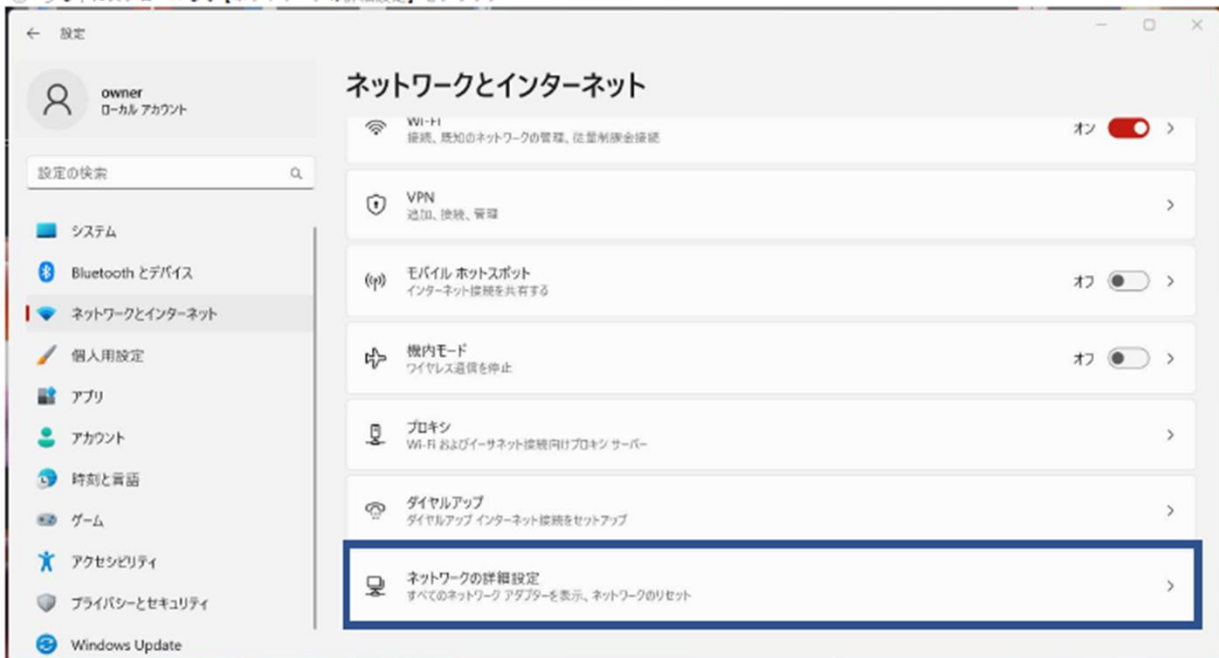 設定
owner
ローカル アカウント
設定の検索
システム
Bluetooth とデバイス
ネットワークとインターネット
個人用設定
アプリ
アカウント
時刻と言語
ゲーム
アクセシビリティ
プライバシーとセキュリティ
Windows Update
ネットワークとインターネット
Wi-Fi
接続、既知のネットワークの管理、従量制課金接続
オン
VPN
追加、接続、管理
モバイル ホットスポット
インターネット接続を共有する
オフ
機内モード
ワイヤレス通信を停止
オフ
プロキシ
Wi-Fi およびイーサネット接続向けプロキシ サーバー
ダイヤルアップ
ダイヤルアップ インターネット接続をセットアップ
ネットワークの詳細設定
すべてのネットワーク アダプターを表示、ネットワークのリセット